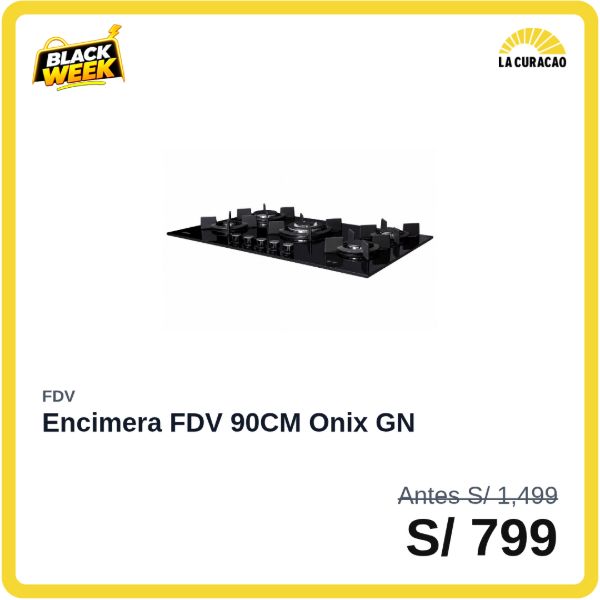 BLACK
WEEK
LA CURACAO
FDV
Encimera FDV 90CM Onix GN
Antes S/ 1,499
S/ 799